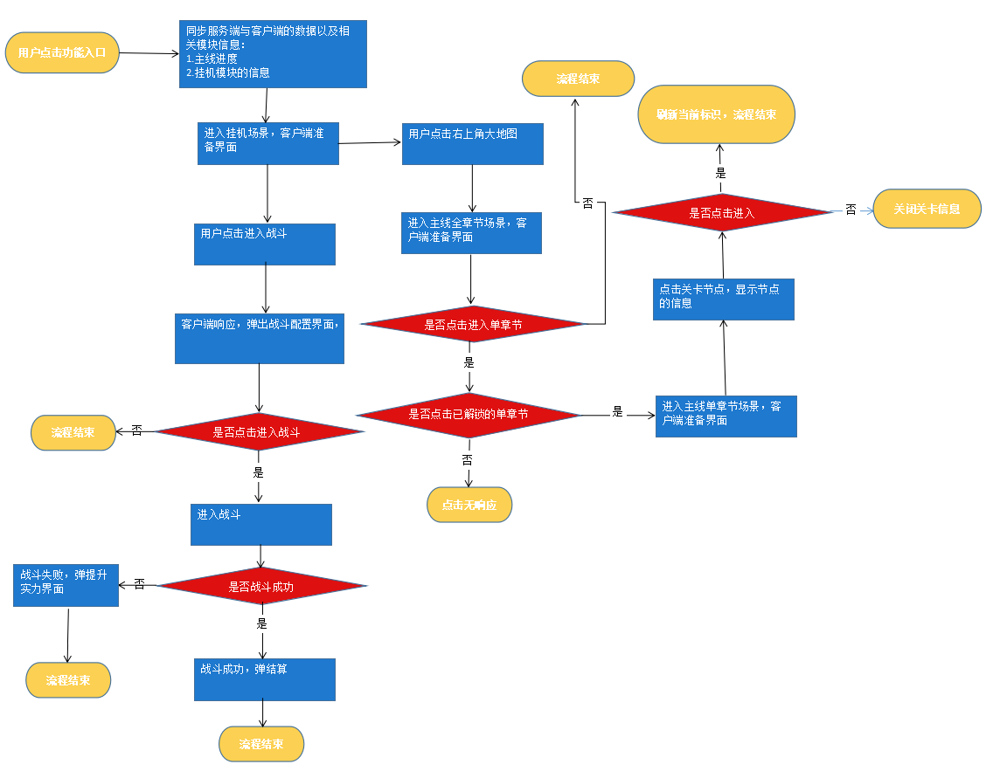 用户点击功能入口
同步服务端与客户端的数据以及相
关模块信息：
1.主线进度
2.挂机模块的信息
进入挂机场景，客户端准
备界面
用户点击进入战斗
客户端响应，弹出战斗配置界面，
是否点击进入战斗
否
流程结束
是
进入战斗
是否战斗成功
否
战斗失败，弹提升
实力界面
流程结束
是
战斗成功，弹结算
流程结束
用户点击右上角大地图
进入主线全章节场景，客
户端准备界面
是否点击进入单章节
否
流程结束
是
是否点击已解锁的单章节
否
点击无响应
是
进入主线单章节场景，客
户端准备界面
点击关卡节点，显示节点
的信息
是否点击进入
是
刷新当前标识，流程结束
否
关闭关卡信息